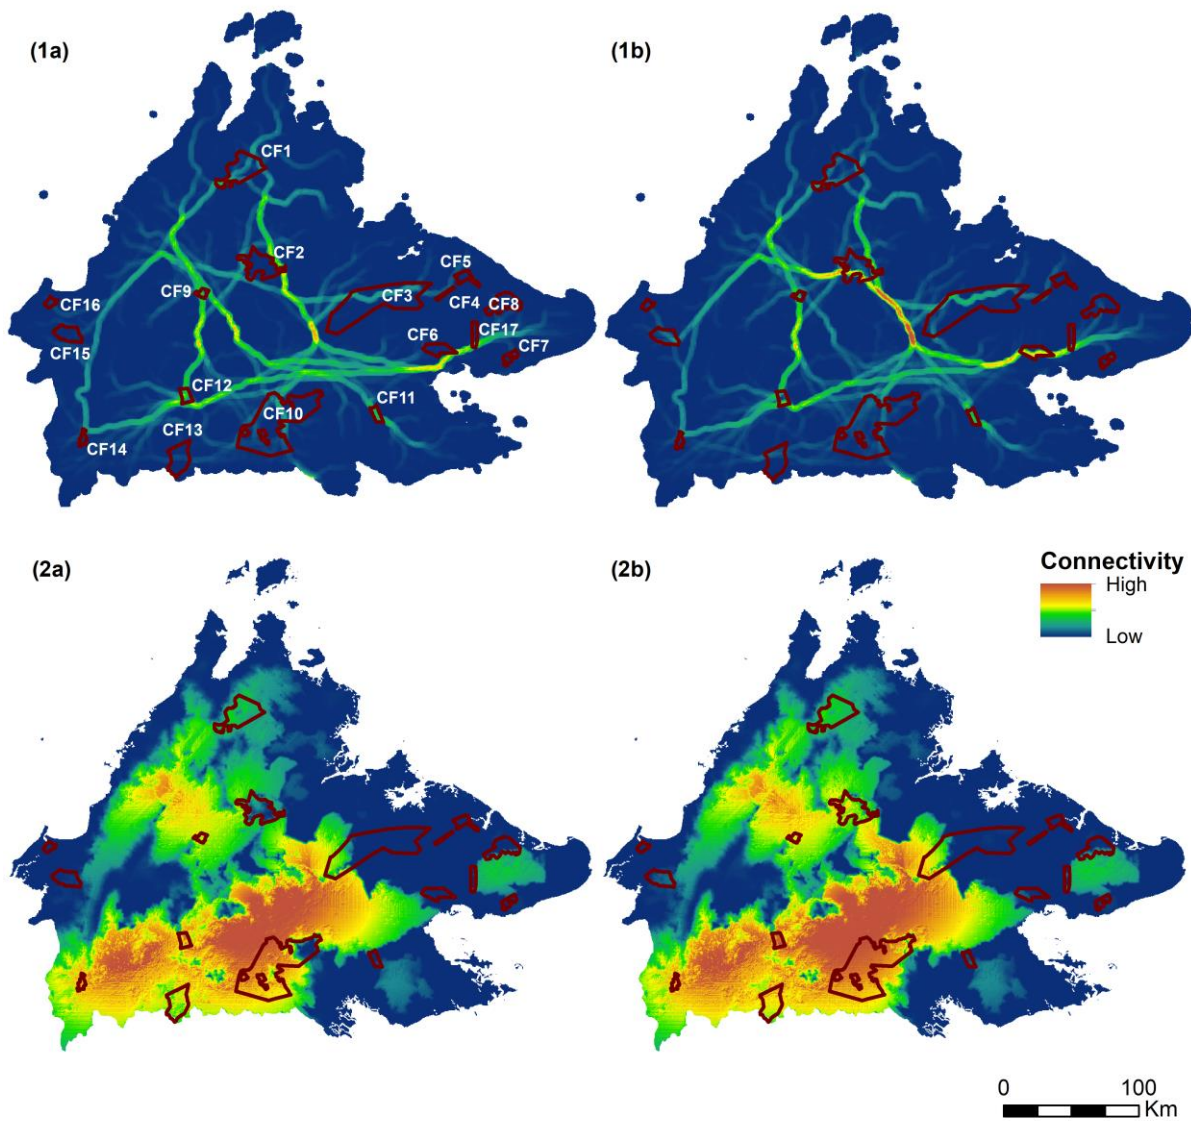 (1a)
(1b)
CF1
CF2
CF5
CF9
CF3
CF4
CF8
CF16
CF17
CF6
CF15
CF7
CF12
CF11
CF10
CF13
CF14
(2a)
(2b)
Connectivity
High
Low
0
100
Km